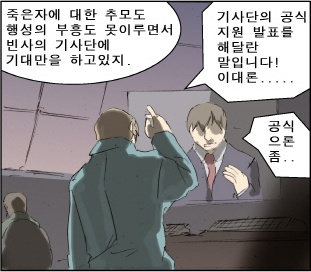 죽은자에 대한 추모도
행성의 부흥도 못이루면서
빈사의 기사단에
기대만을 하고있지.
기사단의 공식
지원 발표를
해달란
말입니다!
이대론.....
공식
으론
좀..